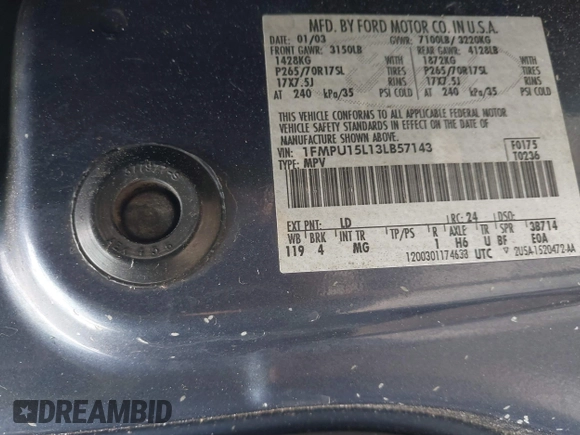 MFD. BY FORD MOTOR CO. IN U.S.A.
DATE: 01/03 GVWR: 7100LB/ 3220KG
FRONT GAWR: 3150LB REAR GAWR: 4128LB
1428KG WITH 1872KG WITH
P265/70R17SL TIRES P265/70R17SL TIRES
17X7.5J RIMS 17X7.5J RIMS
AT 240 kPa/35 PSI COLD AT 240 kPa/35 PSI COLD
THIS VEHICLE CONFORMS TO ALL APPLICABLE FEDERAL MOTOR
VEHICLE SAFETY STANDARDS IN EFFECT ON THE DATE OF
MANUFACTURE SHOWN ABOVE.
VIN: 1FMPU15L13LB57143
TYPE: MPV
F0175
T0236
EXT PNT: LD RC: 24 DSO:
WB BRK INT TR TP/PS R AXLE TR SPR 38714
119 4 MG 1 H6 U BF E0A
1200301174633 UTC 2U5A-1520472-AA
DREAMBID